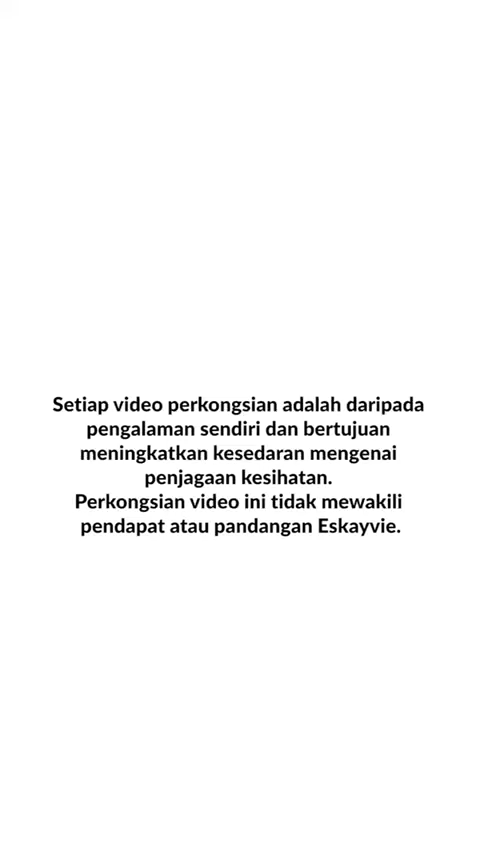 Setiap video perkongsian adalah daripada
pengalaman sendiri dan bertujuan
meningkatkan kesedaran mengenai
penjagaan kesihatan.
Perkongsian video ini tidak mewakili
pendapat atau pandangan Eskayvie.